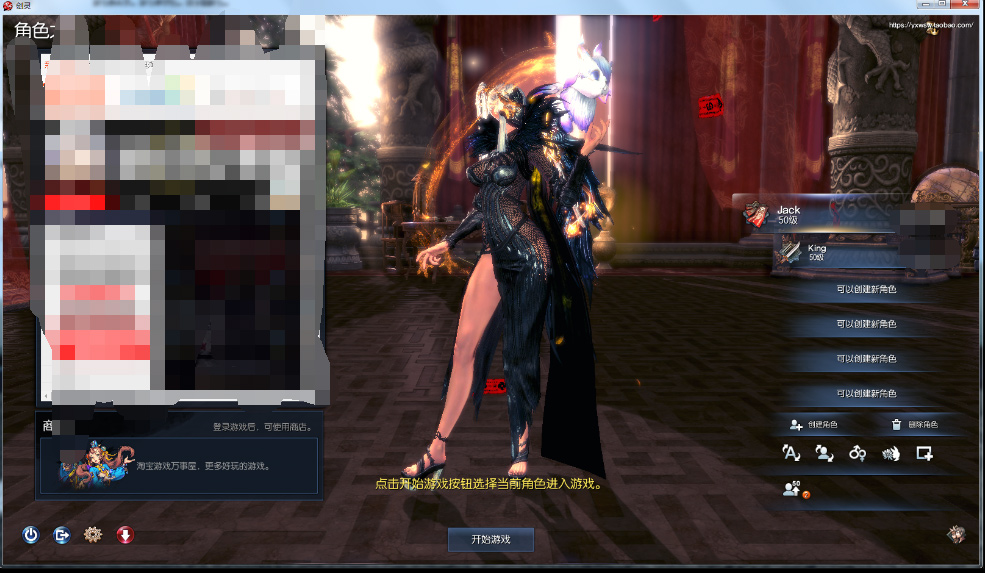 剑灵
角色
https://yxwsw.taobao.com/
Jack
50级
King
50级
可以创建新角色
可以创建新角色
可以创建新角色
可以创建新角色
创建角色
删除角色
50
商
登录游戏后，可使用商店。
淘宝游戏万事屋，更多好玩的游戏。
点击开始游戏按钮选择当前角色进入游戏。
开始游戏